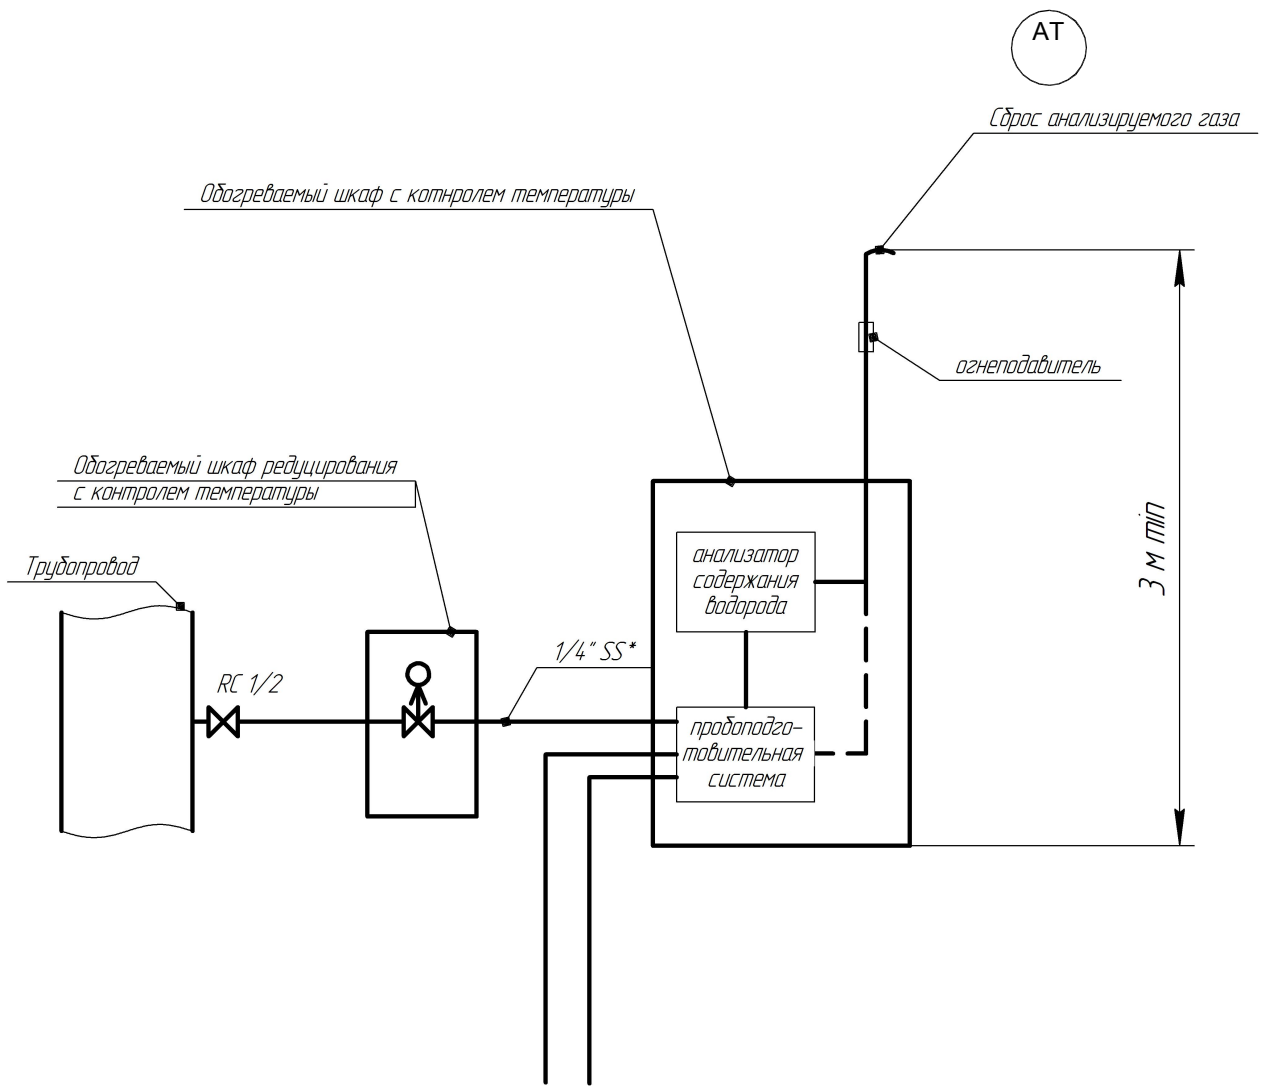 АТ
Сброс анализируемого газа
Обогреваемый шкаф с котнролем температуры
огнеподавитель
Обогреваемый шкаф редуцирования
с контролем температуры
3 м min
анализатор
содержания
водорода
Трубопровод
1/4" SS*
RC 1/2
пробоподго-
товительная
система